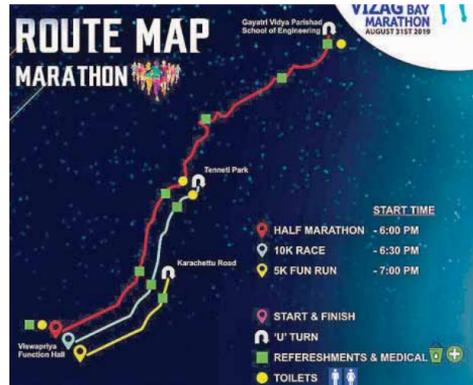 ROUTE MAP
MARATHON
VIZAG BAY
MARATHON
AUGUST 31ST 2019
Gayatri Vidya Parishad
School of Engineering
Tenneti Park
Karachettu Road
Viswapriya
Function Hall
START TIME
HALF MARATHON - 6:00 PM
10K RACE - 6:30 PM
5K FUN RUN - 7:00 PM
START & FINISH
'U' TURN
REFERESHMENTS & MEDICAL
TOILETS